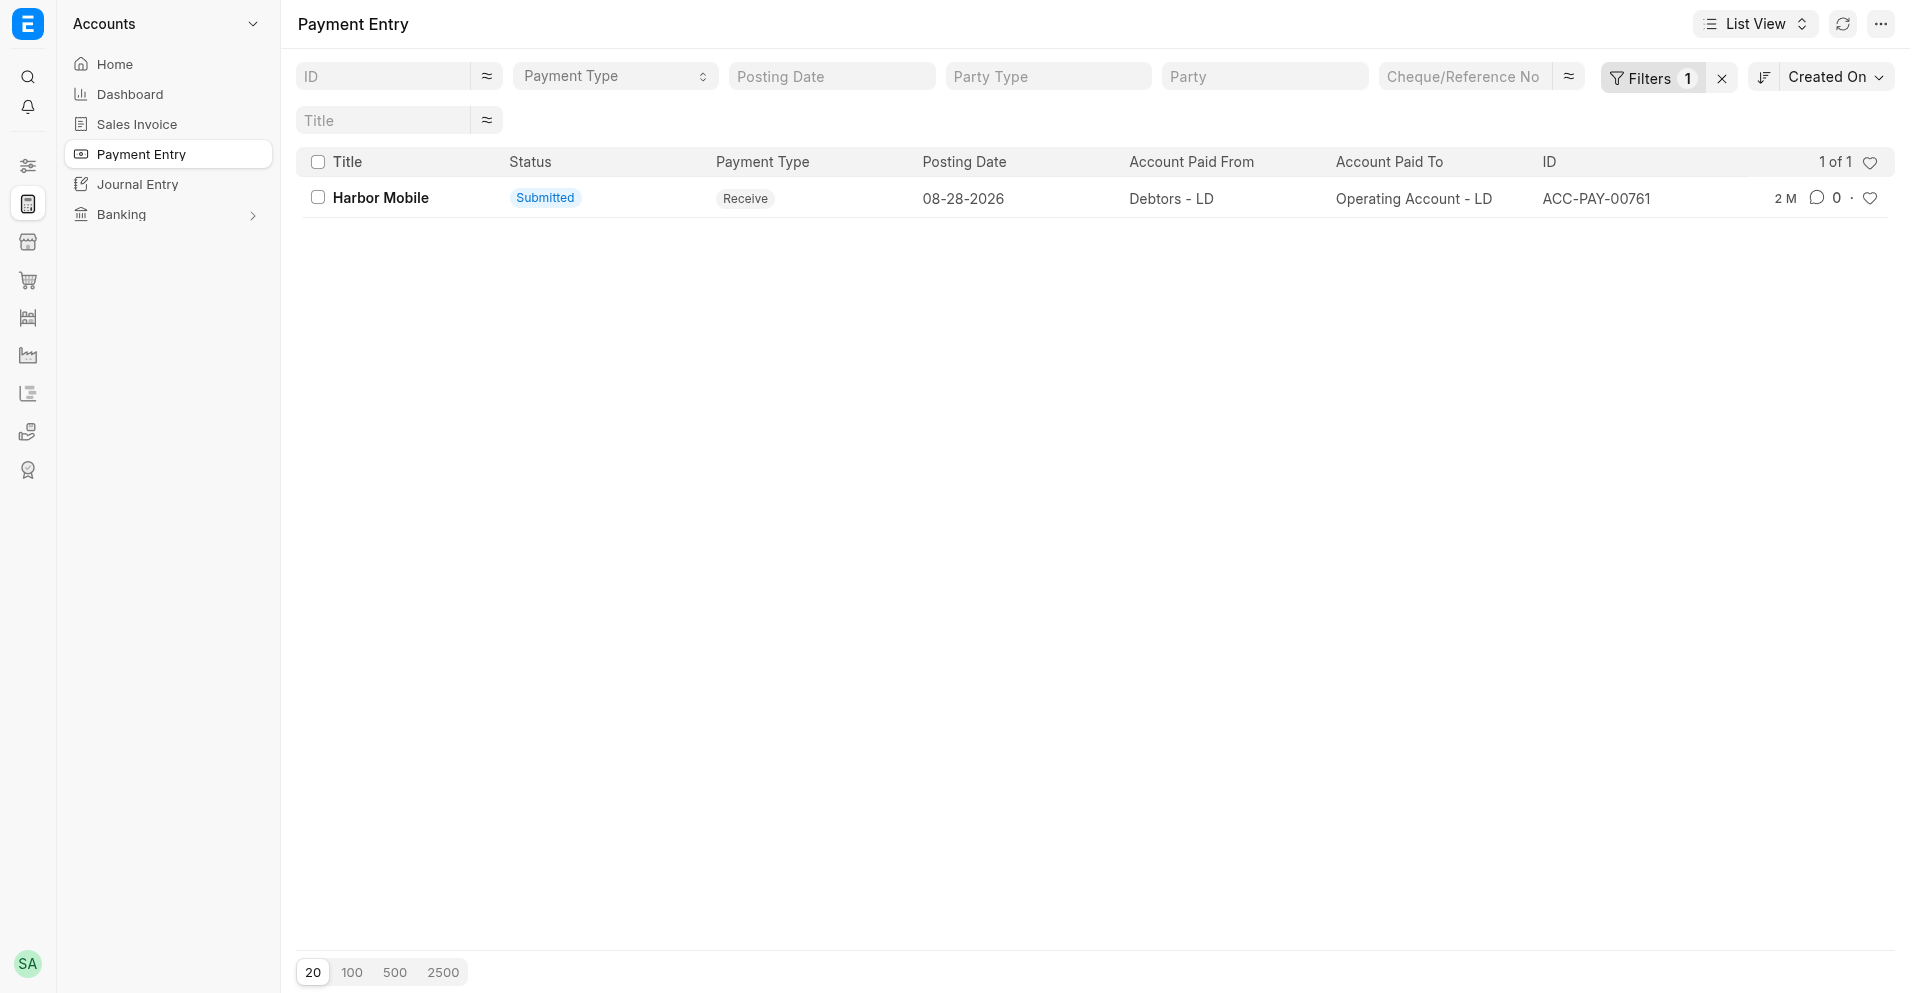 Accounts
Home
Dashboard
Sales Invoice
Payment Entry
Journal Entry
Banking
SA
Payment Entry
List View
ID ≈
Payment Type
Posting Date
Party Type
Party
Cheque/Reference No ≈
Filters 1
Created On
Title ≈
Title Status Payment Type Posting Date Account Paid From Account Paid To ID 1 of 1
Harbor Mobile Submitted Receive 08-28-2026 Debtors - LD Operating Account - LD ACC-PAY-00761 2 M 0 ·
20 100 500 2500